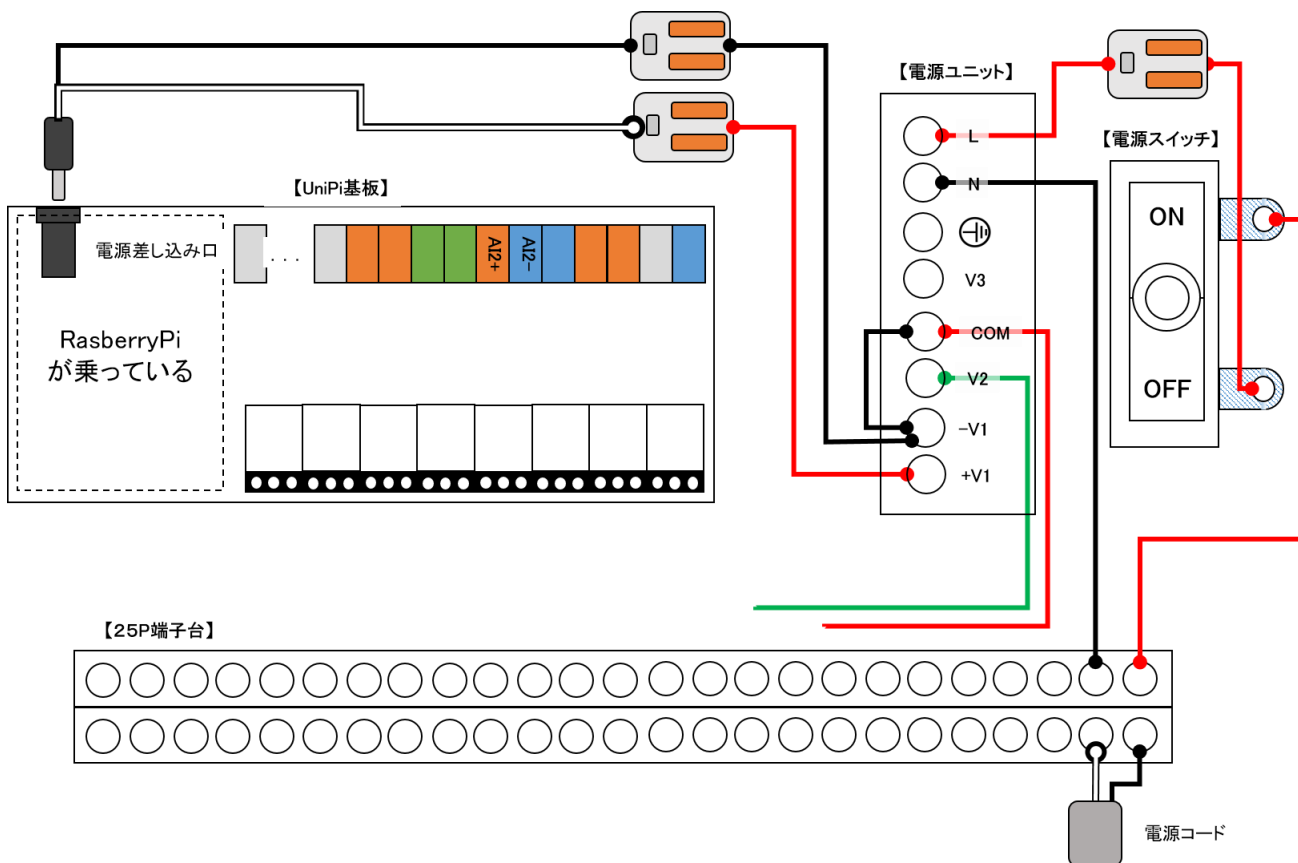 【電源ユニット】
【電源スイッチ】
L
N
V3
COM
V2
-V1
+V1
ON
OFF
【UniPi基板】
電源差し込み口
・・・
AI2+
AI2-
RasberryPi
が乗っている
【25P端子台】
電源コード